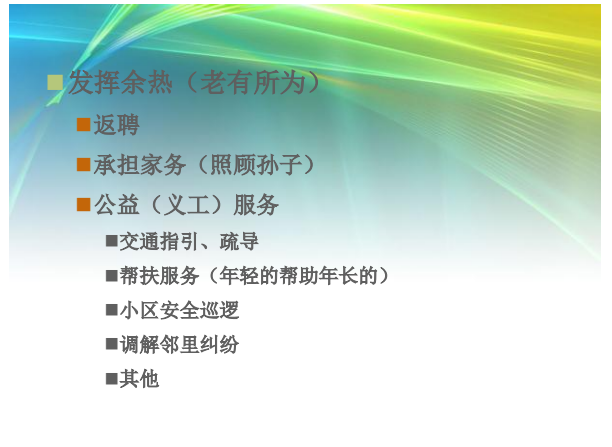 发挥余热（老有所为）
返聘
承担家务（照顾孙子）
公益（义工）服务
交通指引、疏导
帮扶服务（年轻的帮助年长的）
小区安全巡逻
调解邻里纠纷
其他